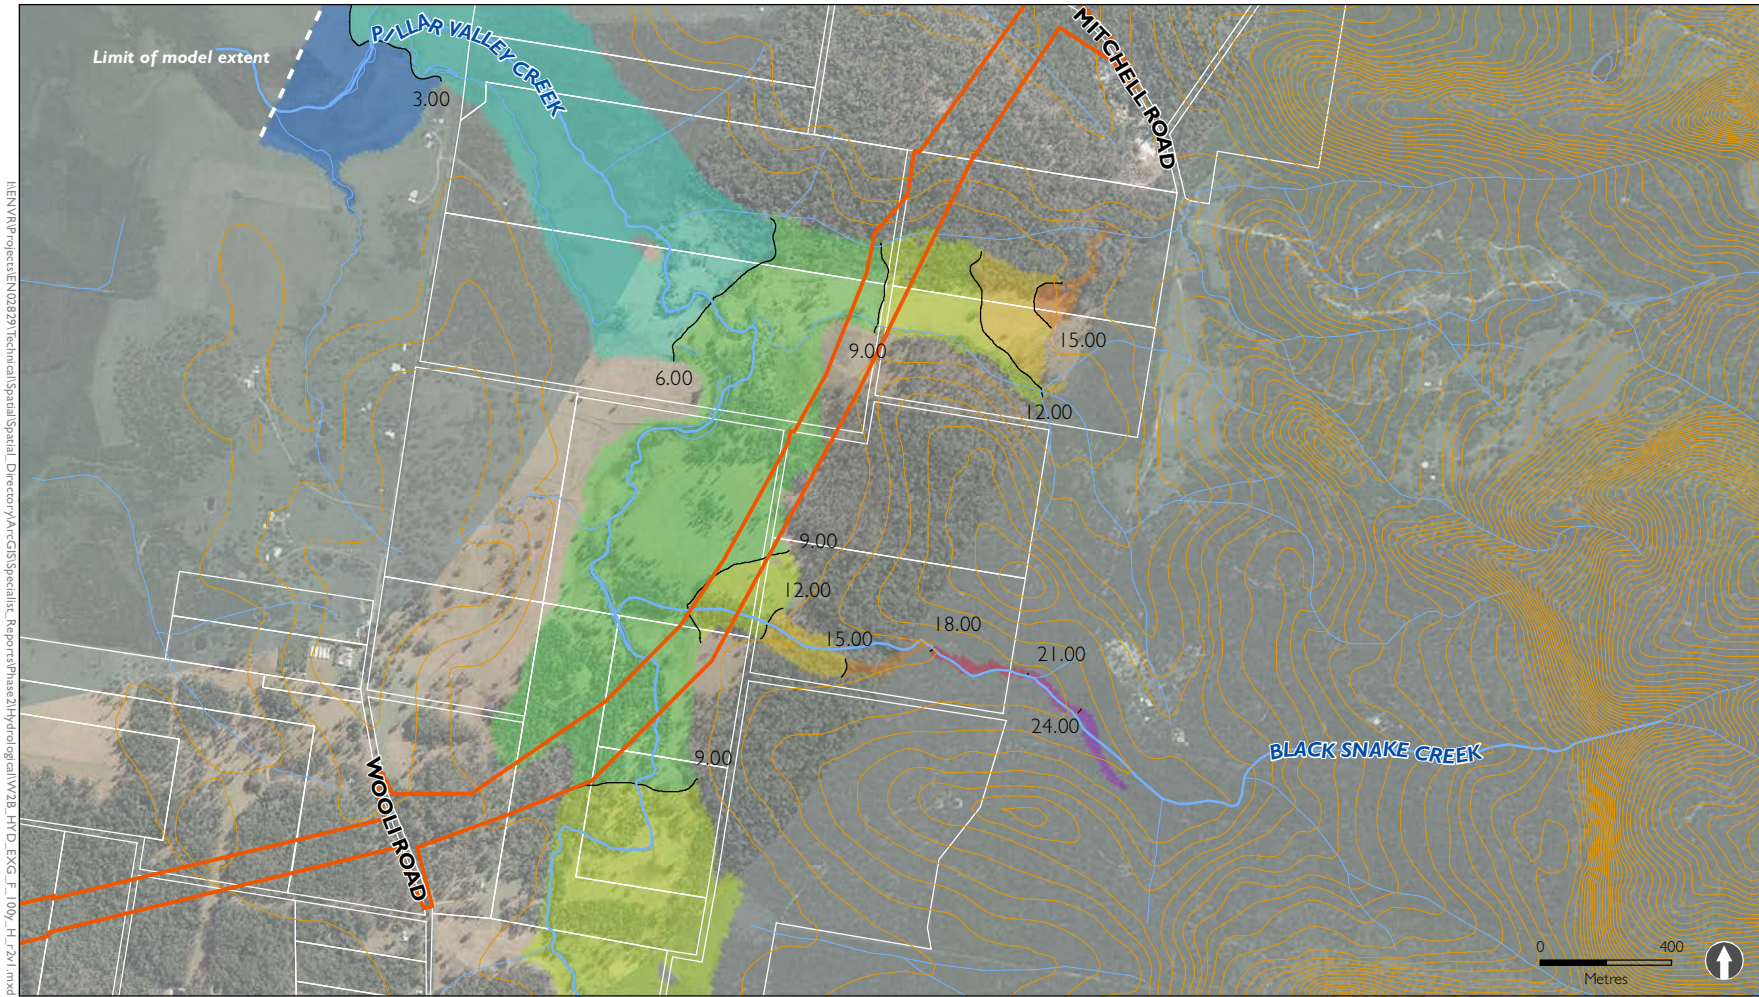 Limit of model extent
PILLAR VALLEY CREEK
MITCHELL ROAD
3.00
6.00
9.00
15.00
12.00
9.00
12.00
15.00
18.00
21.00
24.00
9.00
BLACK SNAKE CREEK
WOOLI ROAD
0 400
Metres
I:\ENVR\Projects\EN02829\Technical\Spatial\Spatial_Directory\ArcGIS\Specialist_Reports\Phase2\Hydrological\W2B_HYD_EXG_F_100y_H_r2v1.mxd